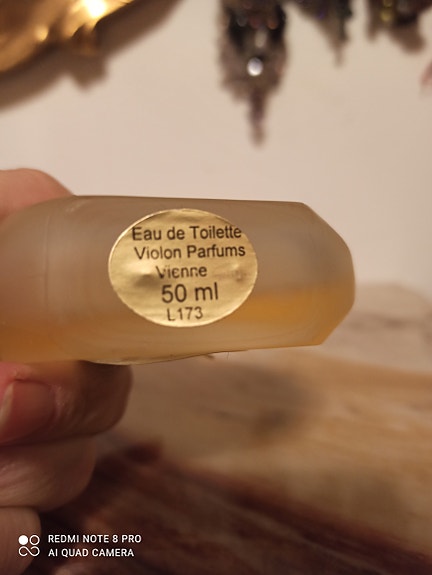 Eau de Toilette
Violon Parfums
Vienne
50 ml
L173
REDMI NOTE 8 PRO
AI QUAD CAMERA